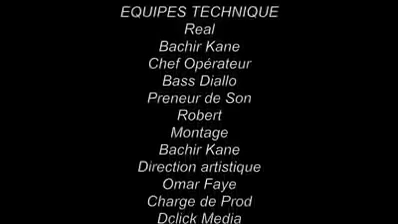 EQUIPES TECHNIQUE
Real
Bachir Kane
Chef Opérateur
Bass Diallo
Preneur de Son
Robert
Montage
Bachir Kane
Direction artistique
Omar Faye
Charge de Prod
Dclick Media